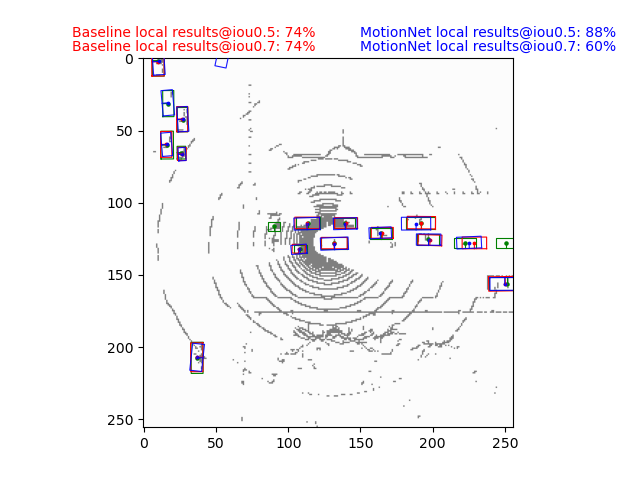 Baseline local results@iou0.5: 74% MotionNet local results@iou0.5: 88%
Baseline local results@iou0.7: 74% MotionNet local results@iou0.7: 60%
0
50
100
150
200
250
0 50 100 150 200 250